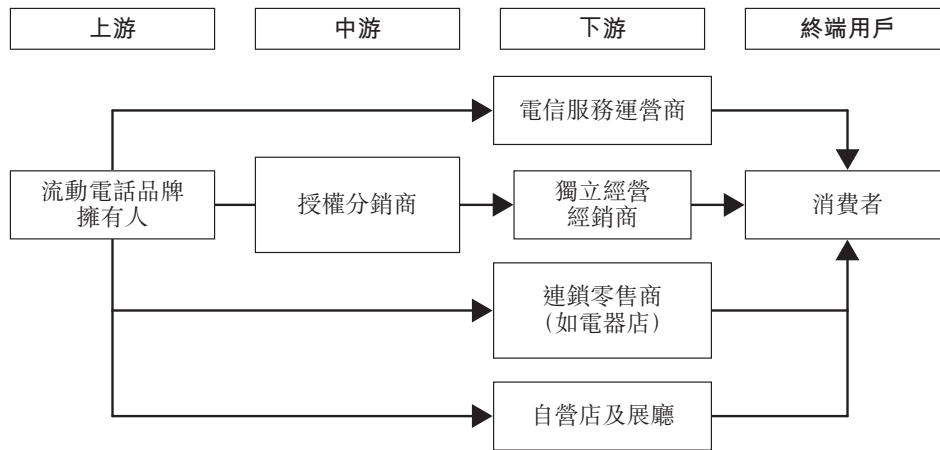 上游
中游
下游
終端用戶
電信服務運營商
流動電話品牌
擁有人
授權分銷商
獨立經營
經銷商
消費者
連鎖零售商
（如電器店）
自營店及展廳